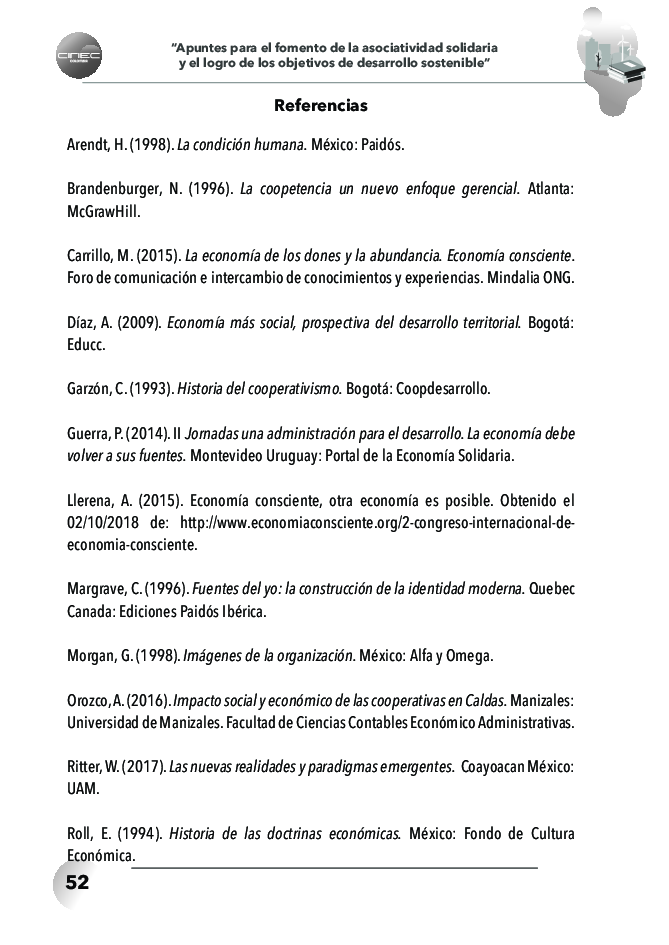 CINEC
COLOMBIA
“Apuntes para el fomento de la asociatividad solidaria
y el logro de los objetivos de desarrollo sostenible”
Referencias
Arendt, H. (1998). La condición humana. México: Paidós.
Brandenburger, N. (1996). La coopetencia un nuevo enfoque gerencial. Atlanta:
McGrawHill.
Carrillo, M. (2015). La economía de los dones y la abundancia. Economía consciente.
Foro de comunicación e intercambio de conocimientos y experiencias. Mindalia ONG.
Díaz, A. (2009). Economía más social, prospectiva del desarrollo territorial. Bogotá:
Educc.
Garzón, C. (1993). Historia del cooperativismo. Bogotá: Coopdesarrollo.
Guerra, P. (2014). II Jornadas una administración para el desarrollo. La economía debe
volver a sus fuentes. Montevideo Uruguay: Portal de la Economía Solidaria.
Llerena, A. (2015). Economía consciente, otra economía es posible. Obtenido el
02/10/2018 de: http://www.economiaconsciente.org/2-congreso-internacional-de-
economia-consciente.
Margrave, C. (1996). Fuentes del yo: la construcción de la identidad moderna. Quebec
Canada: Ediciones Paidós Ibérica.
Morgan, G. (1998). Imágenes de la organización. México: Alfa y Omega.
Orozco, A. (2016). Impacto social y económico de las cooperativas en Caldas. Manizales:
Universidad de Manizales. Facultad de Ciencias Contables Económico Administrativas.
Ritter, W. (2017). Las nuevas realidades y paradigmas emergentes. Coayoacan México:
UAM.
Roll, E. (1994). Historia de las doctrinas económicas. México: Fondo de Cultura
Económica.
52